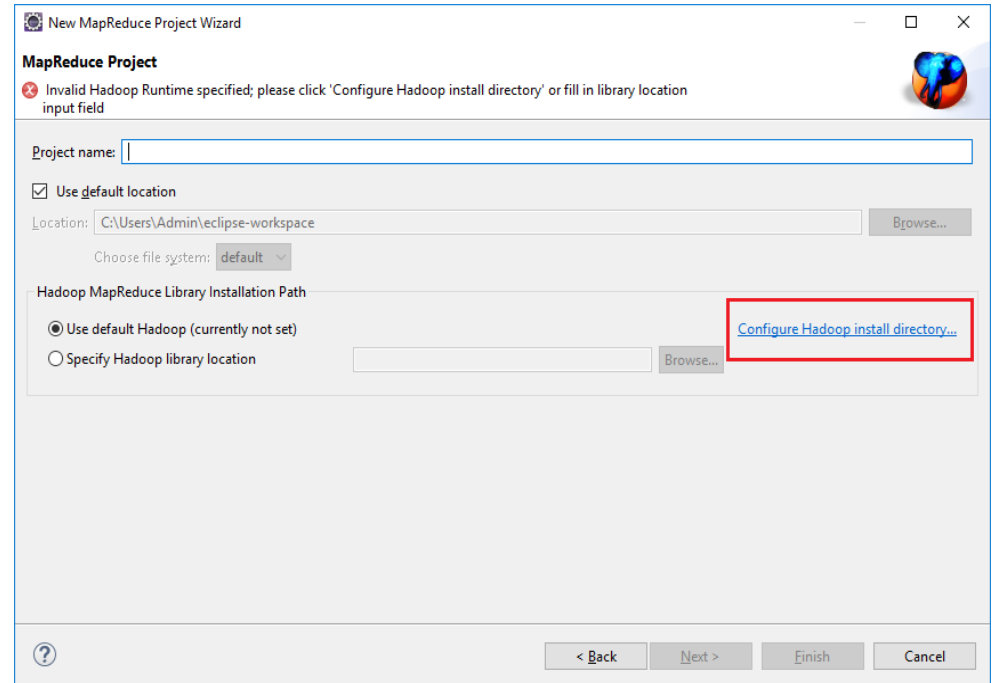 New MapReduce Project Wizard
MapReduce Project
Invalid Hadoop Runtime specified; please click 'Configure Hadoop install directory' or fill in library location
input field
Project name:
Use default location
Location: C:\Users\Admin\eclipse-workspace Browse...
Choose file system: default
Hadoop MapReduce Library Installation Path
Use default Hadoop (currently not set) Configure Hadoop install directory...
Specify Hadoop library location Browse...
? < Back Next > Finish Cancel